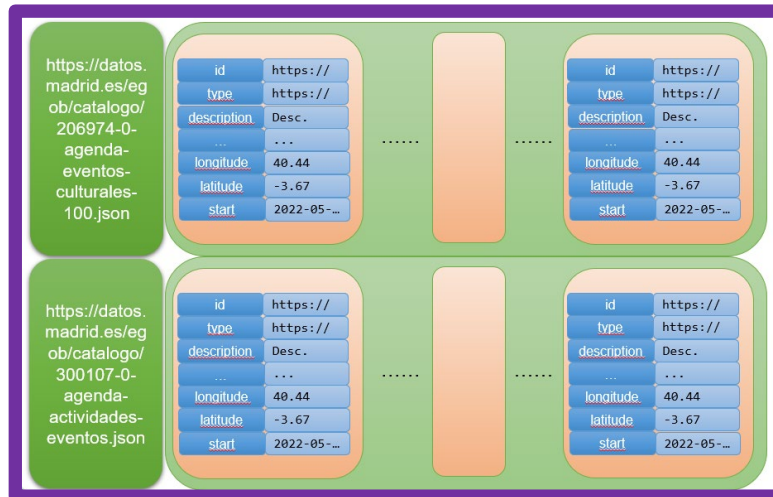 https://datos.
madrid.es/eg
ob/catalogo/
206974-0-
agenda-
eventos-
culturales-
100.json
id https://
type https://
description Desc.
... ...
longitude 40.44
latitude -3.67
start 2022-05-…
......
......
id https://
type https://
description Desc.
... ...
longitude 40.44
latitude -3.67
start 2022-05-…
https://datos.
madrid.es/eg
ob/catalogo/
300107-0-
agenda-
actividades-
eventos.json
id https://
type https://
description Desc.
... ...
longitude 40.44
latitude -3.67
start 2022-05-…
......
......
id https://
type https://
description Desc.
... ...
longitude 40.44
latitude -3.67
start 2022-05-…